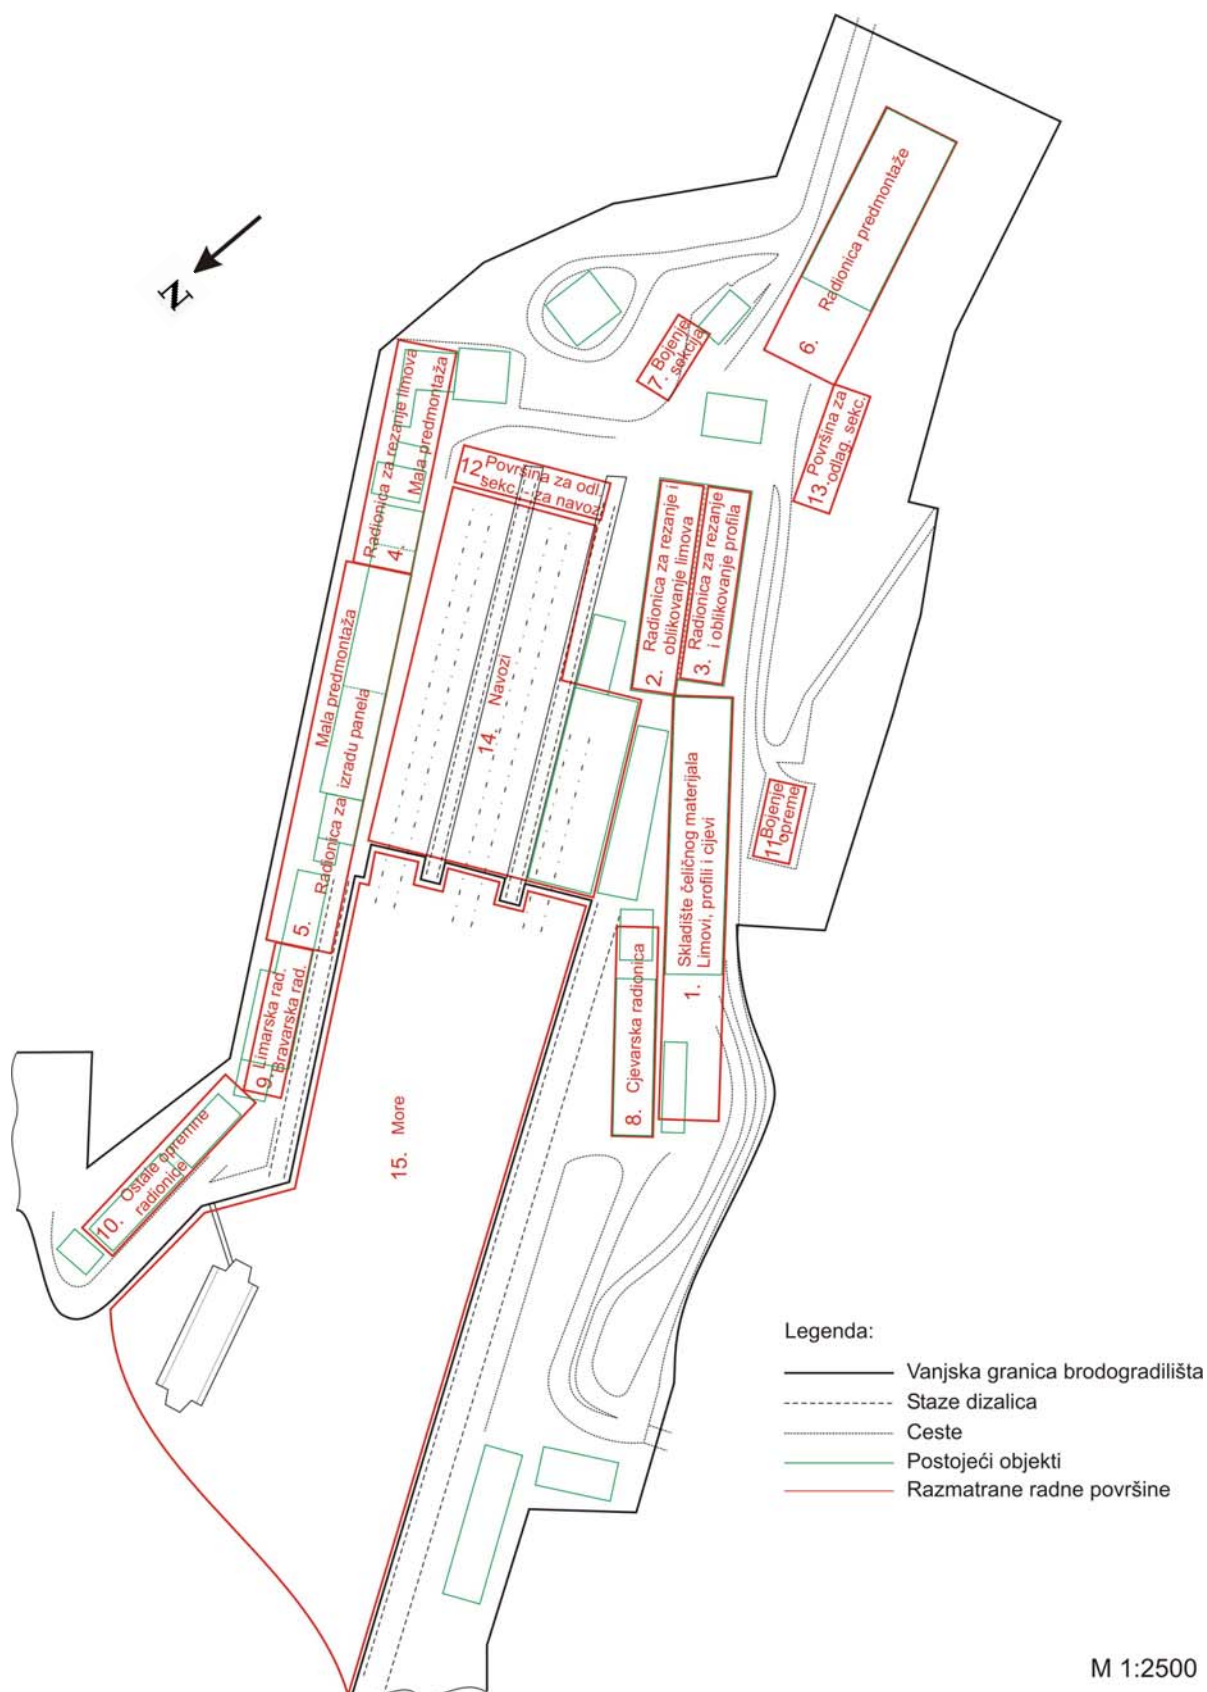 N
Radionica predmontaže
6.
Bojenje
sekcija
7.
Radionica za rezanje limova
Mala predmontaža
4.
Površina za
odlag. sekc.
13.
12
Površina za odl.
sekc. - za navozi
Radionica za rezanje i
oblikovanje limova
2.
Radionica za rezanje
i oblikovanje profila
3.
Mala predmontaža
Radionica za izradu panela
5.
14. Navozi
Bojenje
opreme
11.
Skladište čeličnog materijala
Limovi, profili i cijevi
1.
8. Cjevarska radionica
Limarska rad.
Bravarska rad.
9.
15. More
Ostale opremne
radionice
10.
Legenda:
Vanjska granica brodogradilišta
Staze dizalica
Ceste
Postojeći objekti
Razmatrane radne površine
M 1:2500